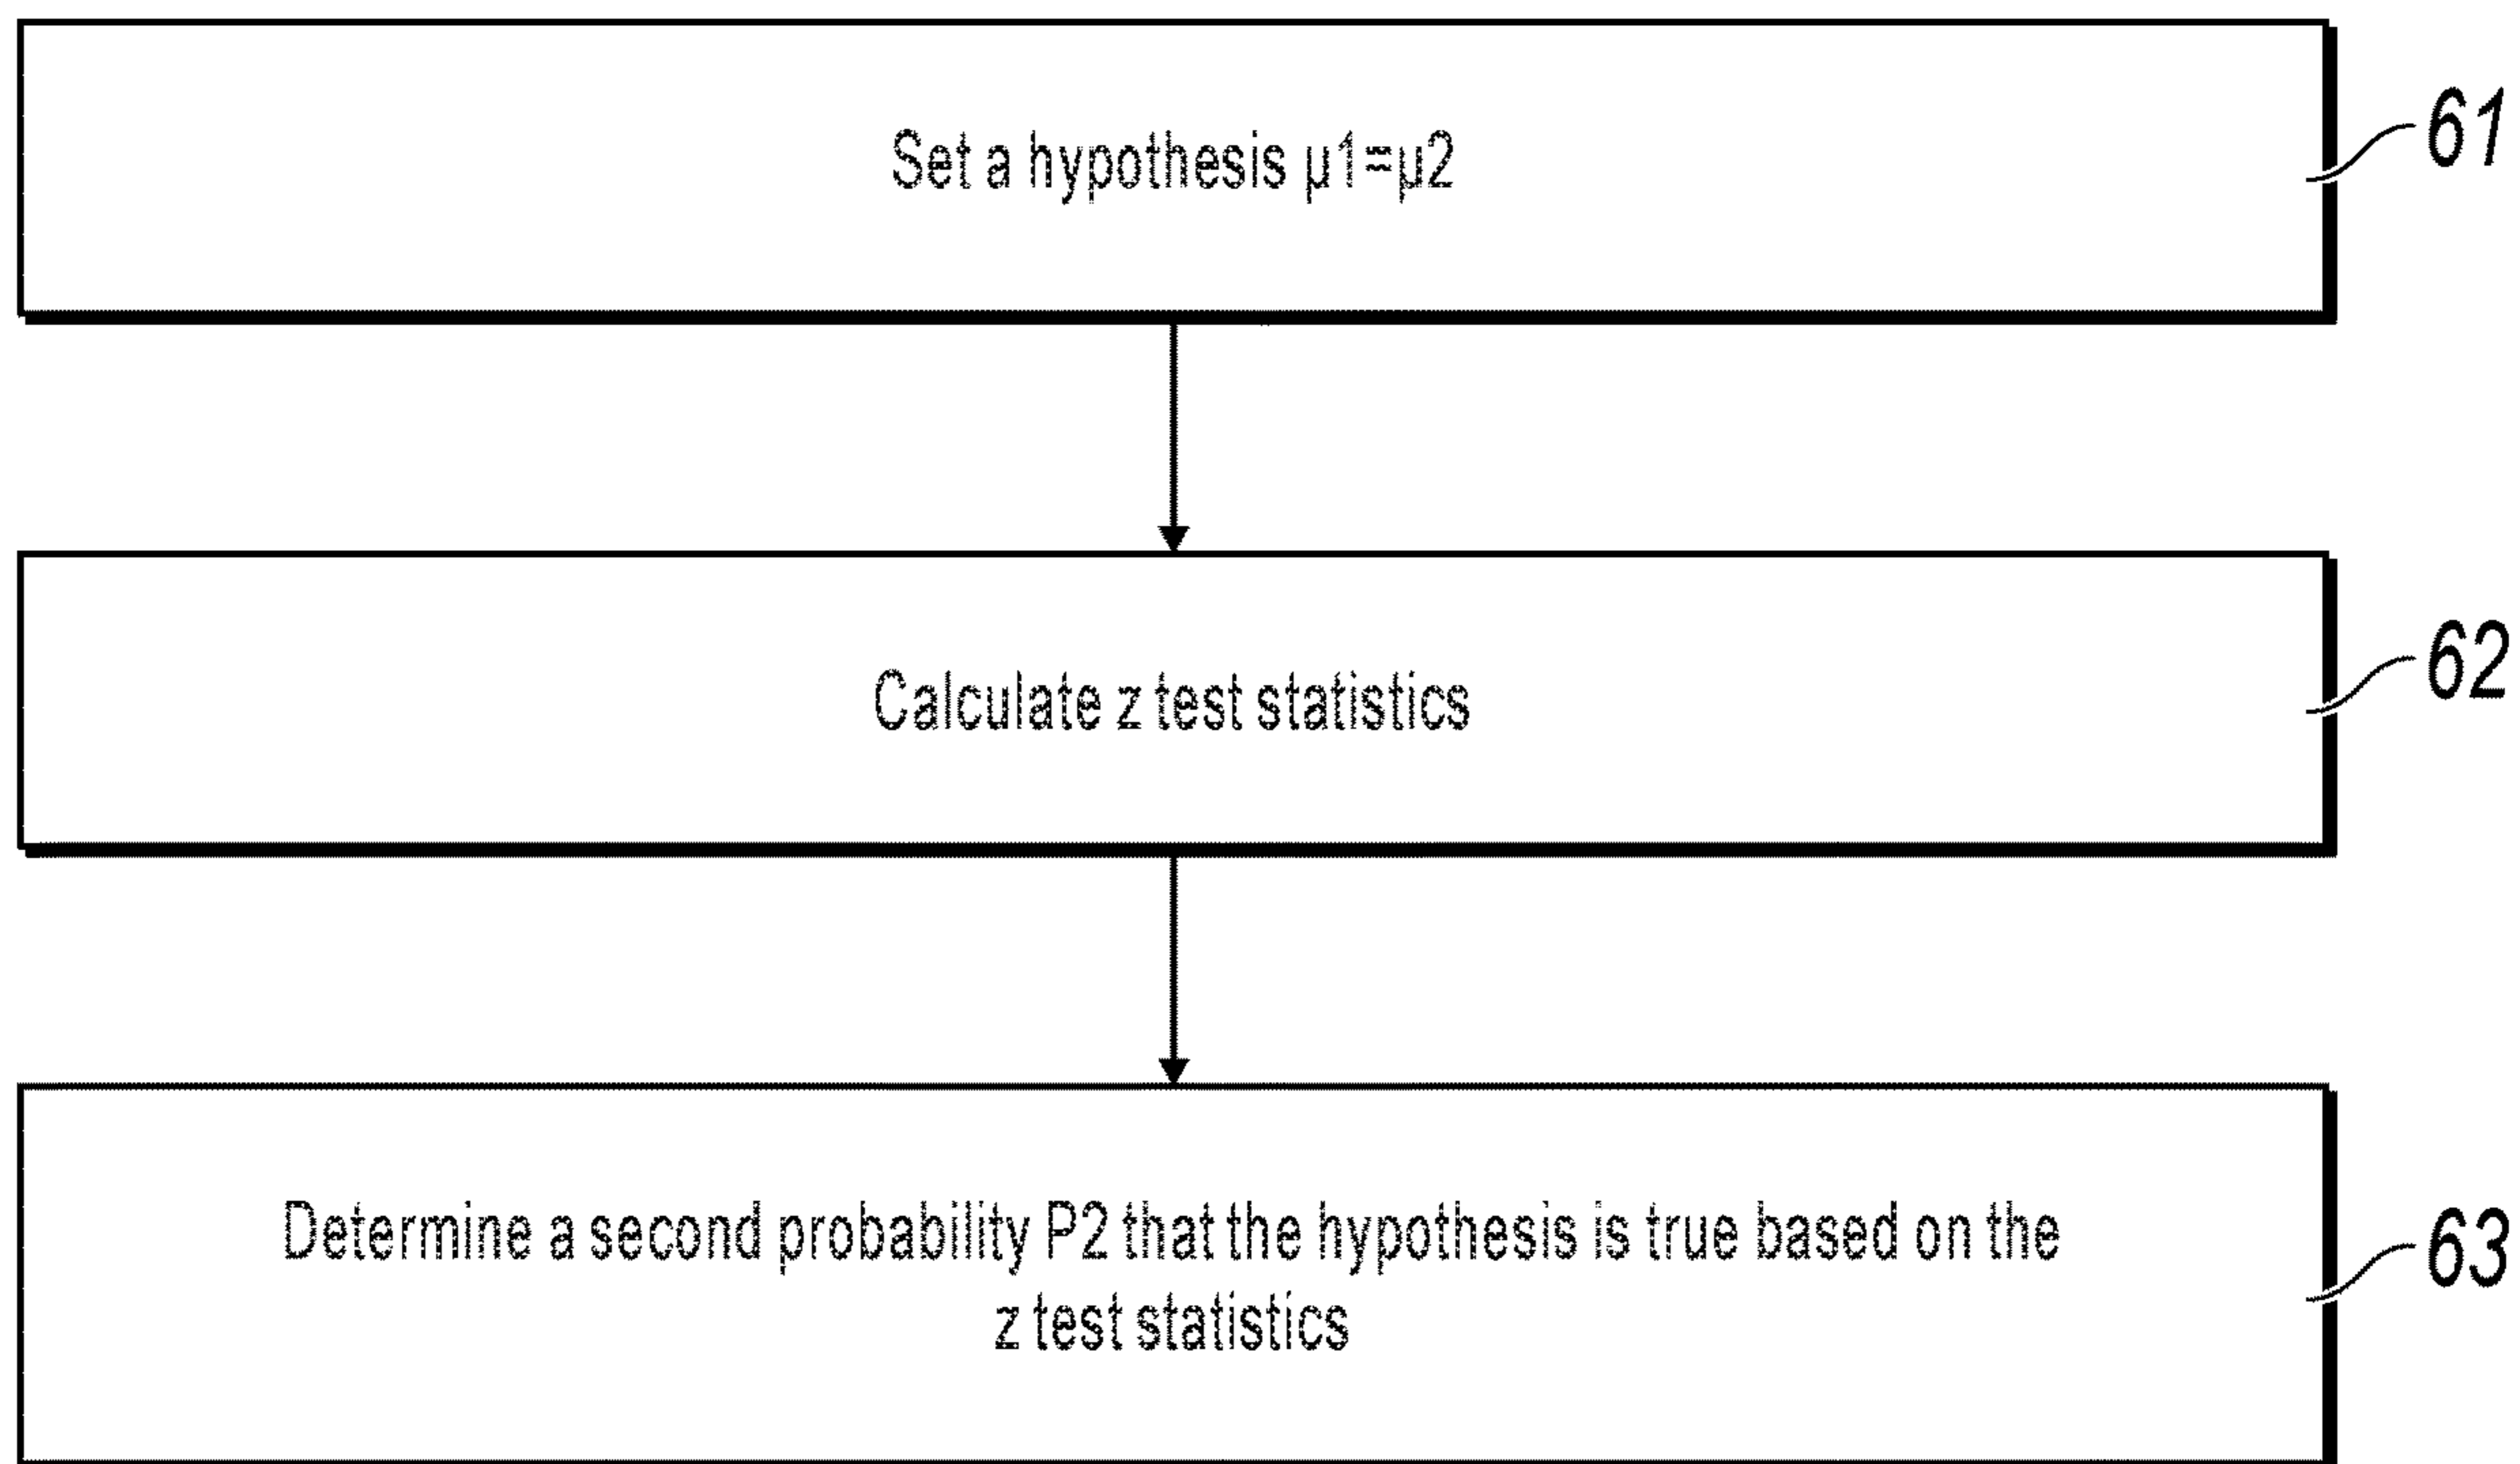 Set a hypothesis µ1=µ2
61
Calculate z test statistics
62
Determine a second probability P2 that the hypothesis is true based on the
z test statistics
63